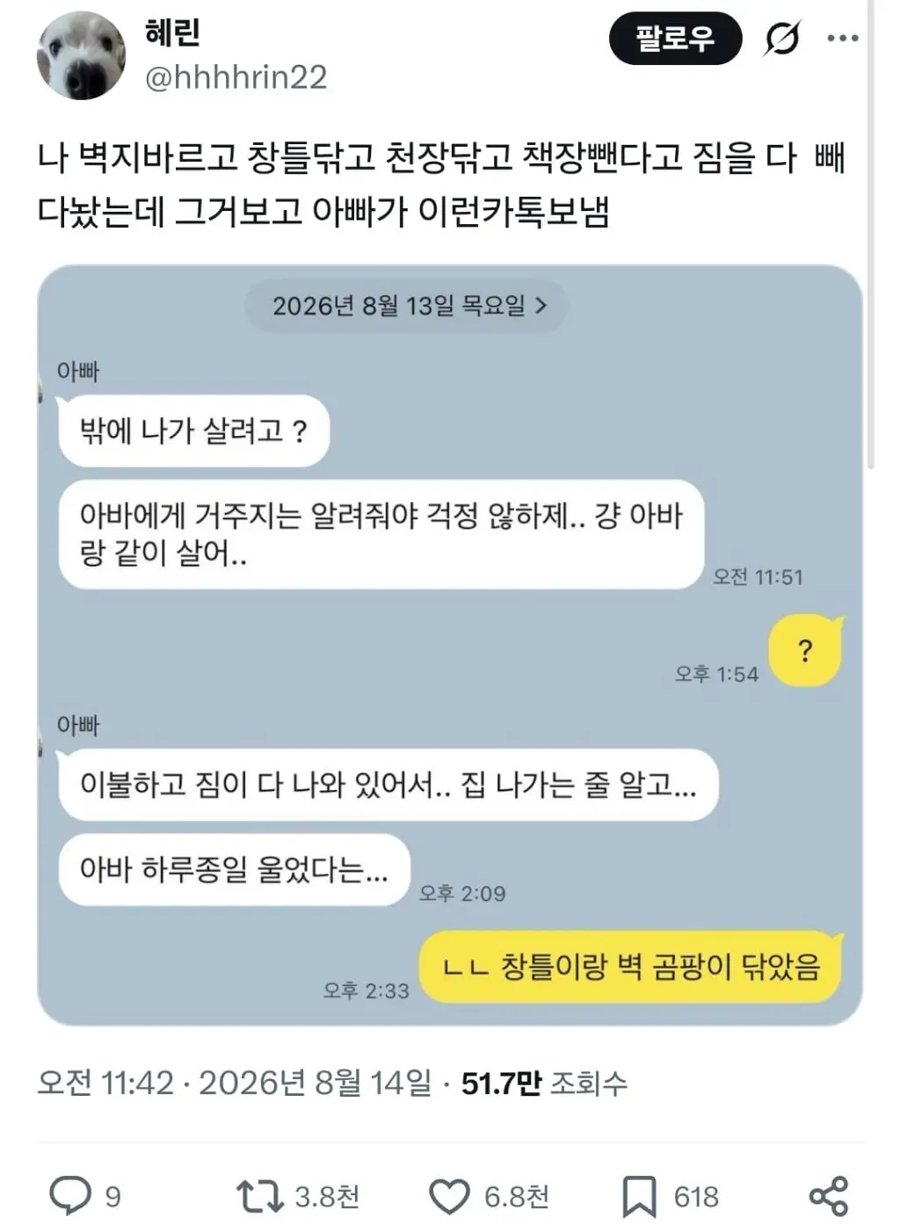 혜린
팔로우
@hhhhrin22
나 벽지바르고 창틀닦고 천장닦고 책장뺀다고 짐을 다 빼
다놨는데 그거보고 아빠가 이런카톡보냄
2026년 8월 13일 목요일 >
아빠
밖에 나가 살려고 ?
아바에게 거주지는 알려줘야 걱정 않하제.. 걍 아바
랑 같이 살어..
오전 11:51
?
오후 1:54
아빠
이불하고 짐이 다 나와 있어서.. 집 나가는 줄 알고...
아바 하루종일 울었다는...
오후 2:09
ㄴㄴ 창틀이랑 벽 곰팡이 닦았음
오후 2:33
오전 11:42 · 2026년 8월 14일 · 51.7만 조회수
9
3.8천
6.8천
618